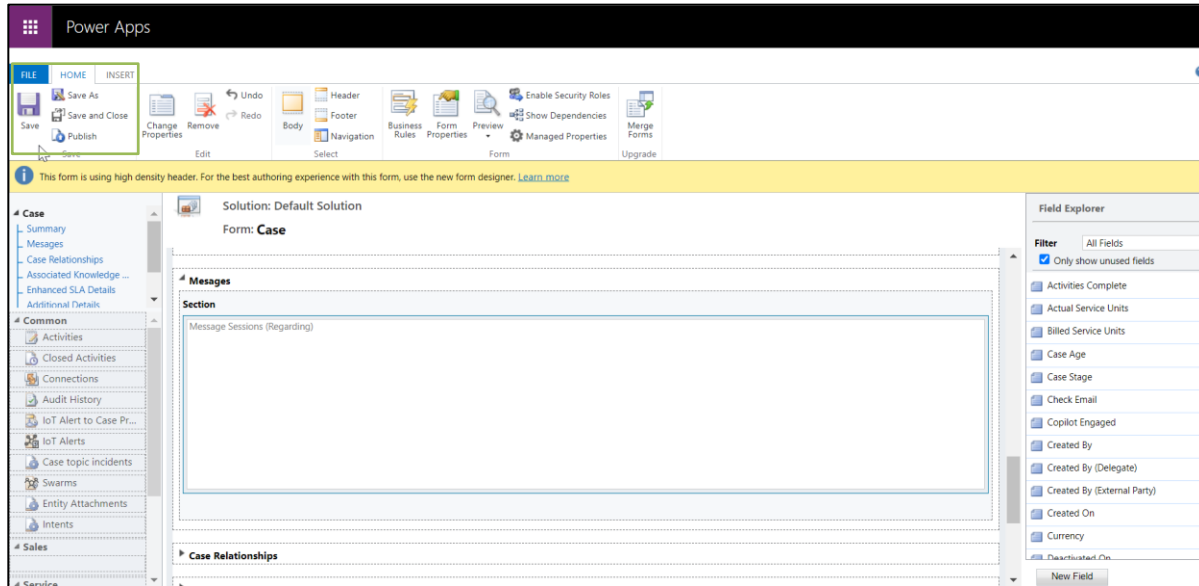 Power Apps
FILE HOME INSERT
Save
Save As
Save and Close
Publish
Save
Change Properties
Remove
Undo
Redo
Edit
Body
Header
Footer
Navigation
Select
Business Rules
Form Properties
Preview
Enable Security Roles
Show Dependencies
Managed Properties
Form
Merge Forms
Upgrade
This form is using high density header. For the best authoring experience with this form, use the new form designer. Learn more
Case
Summary
Mesages
Case Relationships
Associated Knowledge ...
Enhanced SLA Details
Additional Details
Common
Activities
Closed Activities
Connections
Audit History
IoT Alert to Case Pr...
IoT Alerts
Case topic incidents
Swarms
Entity Attachments
Intents
Sales
Service
Solution: Default Solution
Form: Case
Mesages
Section
Message Sessions (Regarding)
Case Relationships
Field Explorer
Filter All Fields
Only show unused fields
Activities Complete
Actual Service Units
Billed Service Units
Case Age
Case Stage
Check Email
Copilot Engaged
Created By
Created By (Delegate)
Created By (External Party)
Created On
Currency
Deactivated On
New Field